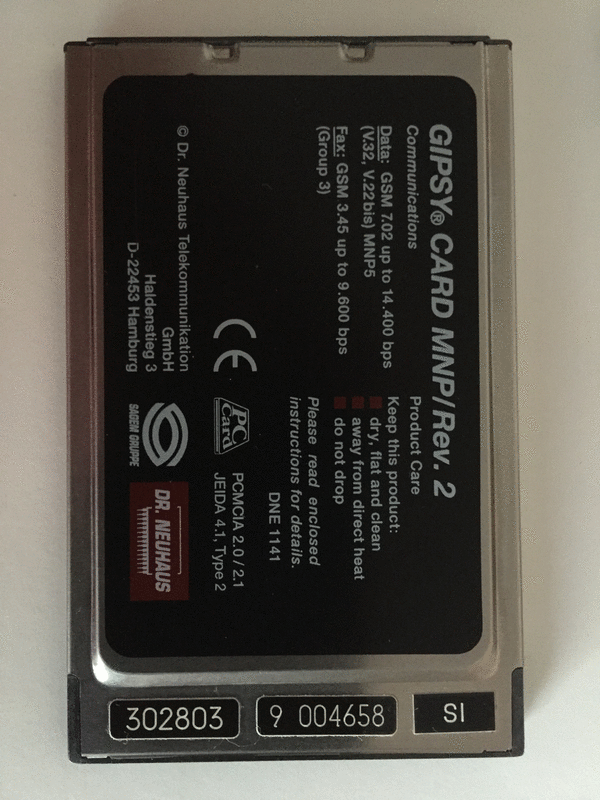 GIPSY® CARD MNP/Rev. 2
Communications
Data: GSM 7.02 up to 14.400 bps
(V.32, V.22bis) MNP5
Fax: GSM 3.45 up to 9.600 bps
(Group 3)
Product Care
Keep this product:
dry, flat and clean
away from direct heat
do not drop
Please read enclosed
instructions for details.
DNE 1141
CE
PC
Card
PCMCIA 2.0 / 2.1
JEIDA 4.1, Type 2
© Dr. Neuhaus Telekommunikation
GmbH
Haldenstieg 3
D-22453 Hamburg
SAGEM GRUPPE
DR. NEUHAUS
302803
9 004658
SI